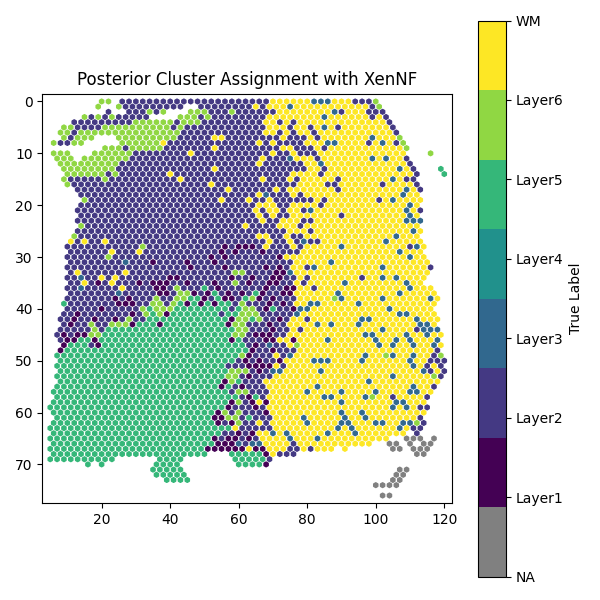 Posterior Cluster Assignment with XenNF
0
10
20
30
40
50
60
70
20
40
60
80
100
120
WM
Layer6
Layer5
Layer4
Layer3
Layer2
Layer1
NA
True Label